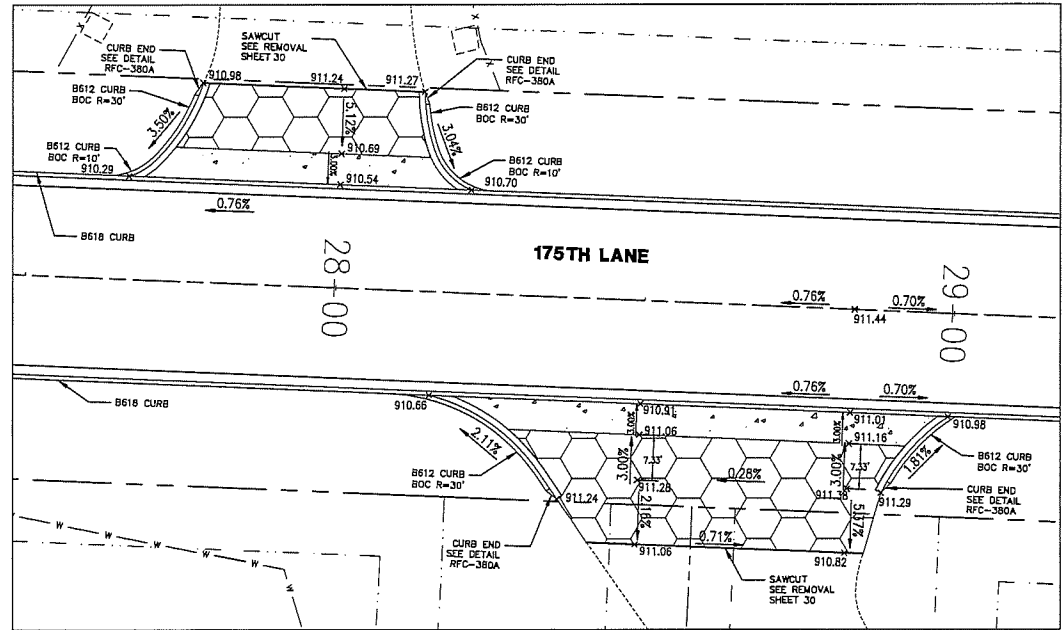 SAWCUT
SEE REMOVAL
SHEET 30
CURB END
SEE DETAIL
RFC-380A
910.98
911.24
911.27
CURB END
SEE DETAIL
RFC-380A
B612 CURB
BOC R=30'
B612 CURB
BOC R=30'
3.50%
5.12%
3.04%
B612 CURB
BOC R=10'
910.29
910.69
3.00%
910.54
B612 CURB
BOC R=10'
910.70
0.76%
B618 CURB
175TH LANE
28+00
0.76%
0.70%
911.44
29+00
B618 CURB
0.76%
0.70%
910.66
910.91
911.01
910.98
3.00%
911.06
3.00%
911.16
2.11%
B612 CURB
BOC R=30'
3.00%
7.33'
3.00%
7.33'
1.81%
B612 CURB
BOC R=30'
911.24
911.28
0.28%
911.29
CURB END
SEE DETAIL
RFC-380A
2.16%
CURB END
SEE DETAIL
RFC-380A
911.06
0.71%
910.82
SAWCUT
SEE REMOVAL
SHEET 30
W
W
W
W
W